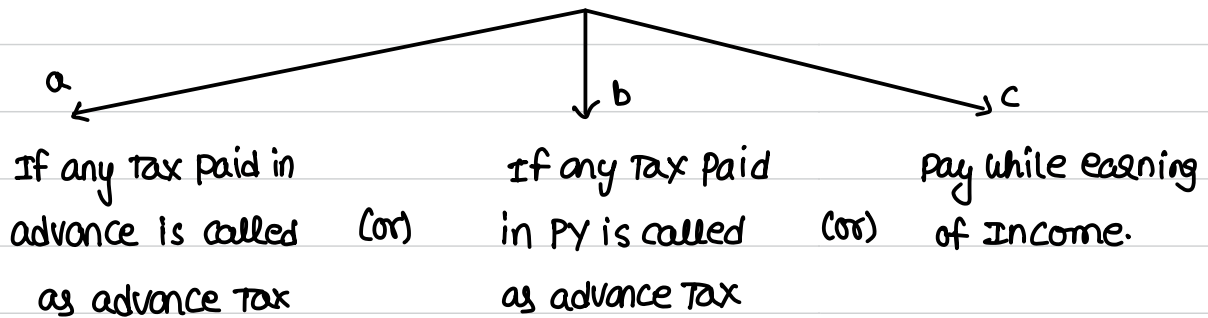 a
b
c
If any Tax Paid in
advance is called
as advance Tax
(or)
If any Tax Paid
in PY is called
as advance Tax
(or)
Pay while earning
of Income.